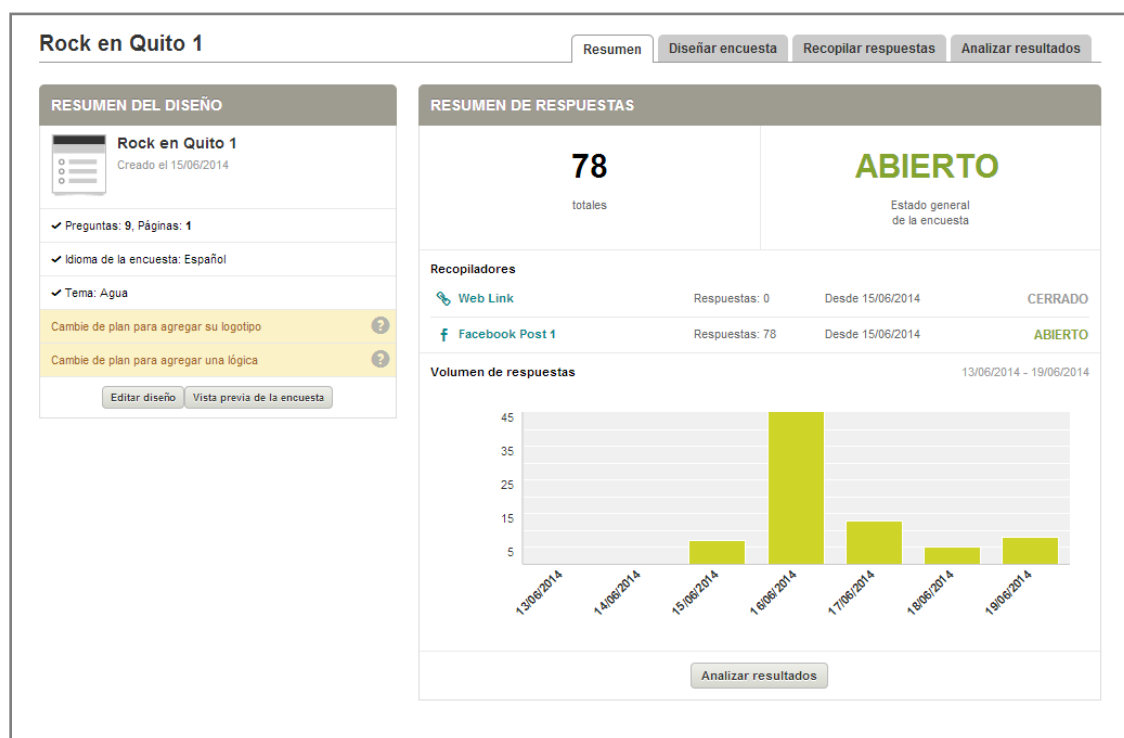 Rock en Quito 1
Resumen
Diseñar encuesta
Recopilar respuestas
Analizar resultados
RESUMEN DEL DISEÑO
Rock en Quito 1
Creado el 15/06/2014
Preguntas: 9, Páginas: 1
Idioma de la encuesta: Español
Tema: Agua
Cambie de plan para agregar su logotipo ?
Cambie de plan para agregar una lógica ?
Editar diseño
Vista previa de la encuesta
RESUMEN DE RESPUESTAS
78
totales
ABIERTO
Estado general
de la encuesta
Recopiladores
Web Link Respuestas: 0 Desde 15/06/2014 CERRADO
Facebook Post 1 Respuestas: 78 Desde 15/06/2014 ABIERTO
Volumen de respuestas 13/06/2014 - 19/06/2014
45
35
25
15
5
13/06/2014
14/06/2014
15/06/2014
16/06/2014
17/06/2014
18/06/2014
19/06/2014
Analizar resultados